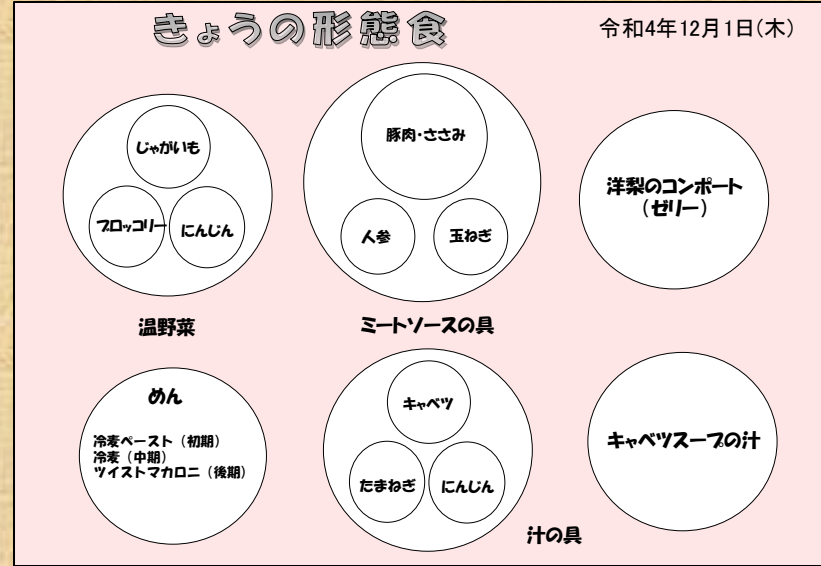 きょうの形態食
令和4年12月1日(木)
じゃがいも
ブロッコリー
にんじん
温野菜
豚肉・ささみ
人参
玉ねぎ
ミートソースの具
洋梨のコンポート
（ゼリー）
めん
冷麦ペースト（初期）
冷麦（中期）
ツイストマカロニ（後期）
キャベツ
たまねぎ
にんじん
汁の具
キャベツスープの汁